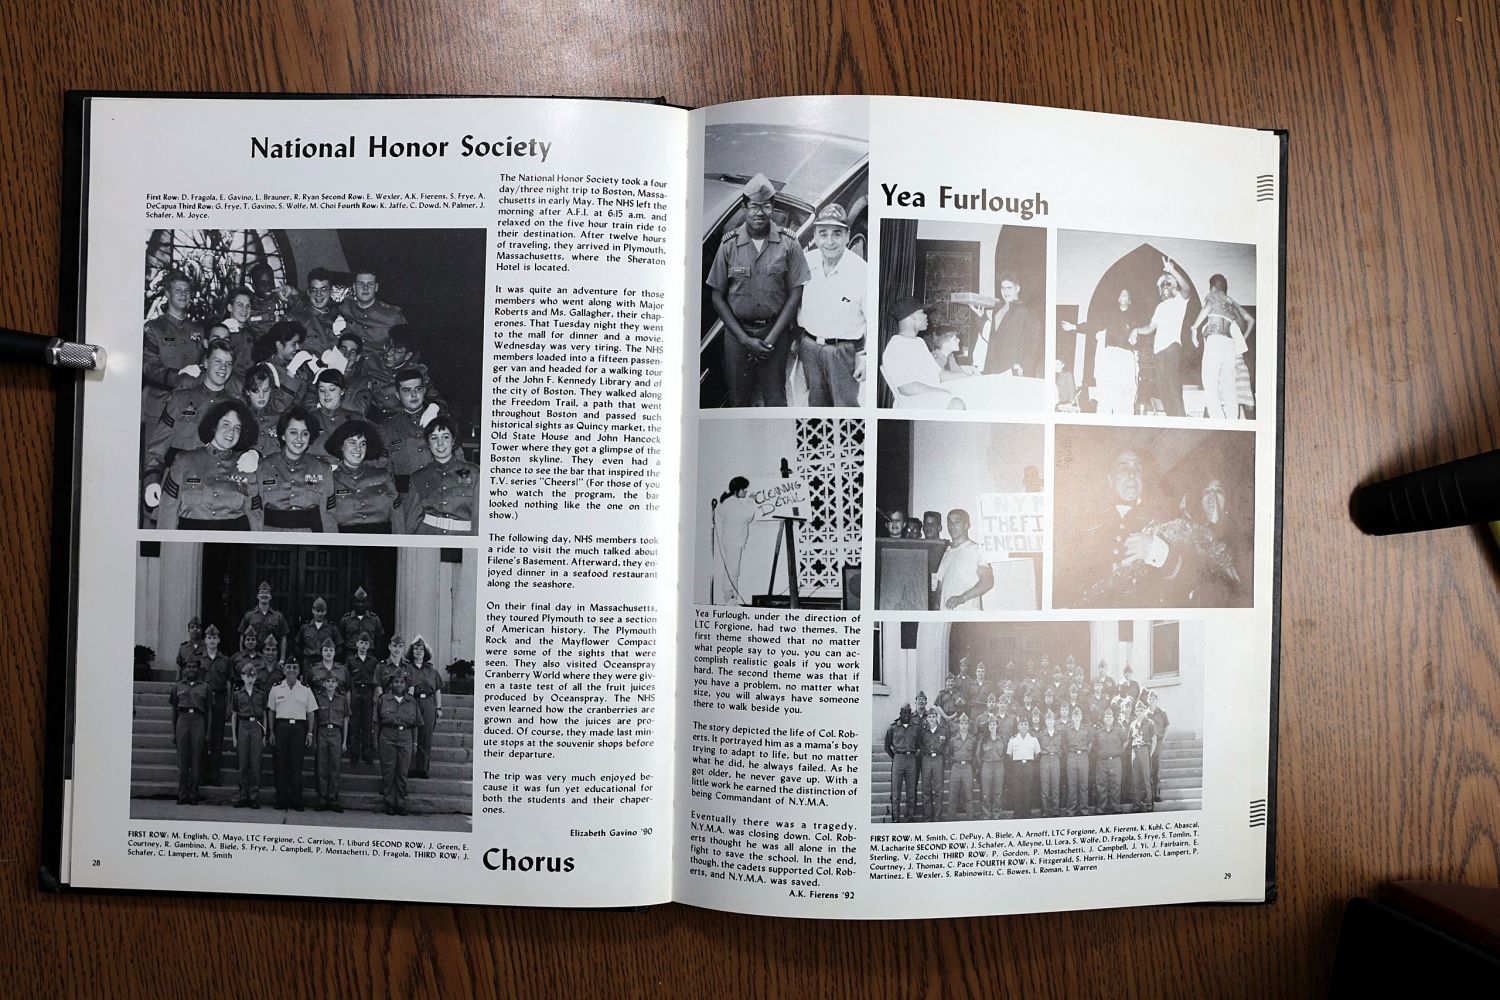 National Honor Society
First Row: D. Fragola, E. Gavino, L. Brauner, R. Ryan Second Row: E. Wexler, A.K. Fierens, S. Frye, A.
DeCapua Third Row: G. Frye, T. Gavino, S. Wolfe, M. Choi Fourth Row: K. Jaffe, C. Dowd, N. Palmer, J.
Schafer, M. Joyce.
The National Honor Society took a four
day/three night trip to Boston, Massa-
chusetts in early May. The NHS left the
morning after A.F.I. at 6:15 a.m. and
relaxed on the five hour train ride to
their destination. After twelve hours
of traveling, they arrived in Plymouth,
Massachusetts, where the Sheraton
Hotel is located.
It was quite an adventure for those
members who went along with Major
Roberts and Ms. Gallagher, their chap-
erones. That Tuesday night they went
to the mall for dinner and a movie.
Wednesday was very tiring. The NHS
members loaded into a fifteen passen-
ger van and headed for a walking tour
of the John F. Kennedy Library and of
the city of Boston. They walked along
the Freedom Trail, a path that went
throughout Boston and passed such
historical sights as Quincy market, the
Old State House and John Hancock
Tower where they got a glimpse of the
Boston skyline. They even had a
chance to see the bar that inspired the
T.V. series "Cheers!" (For those of you
who watch the program, the bar
looked nothing like the one on the
show.)
The following day, NHS members took
a ride to visit the much talked about
Filene's Basement. Afterward, they en-
joyed dinner in a seafood restaurant
along the seashore.
On their final day in Massachusetts,
they toured Plymouth to see a section
of American history. The Plymouth
Rock and the Mayflower Compact
were some of the sights that were
seen. They also visited Oceanspray
Cranberry World where they were giv-
en a taste test of all the fruit juices
produced by Oceanspray. The NHS
even learned how the cranberries are
grown and how the juices are pro-
duced. Of course, they made last min-
ute stops at the souvenir shops before
their departure.
The trip was very much enjoyed be-
cause it was fun yet educational for
both the students and their chaper-
ones.
Elizabeth Gavino '90
FIRST ROW: M. English, O. Mayo, LTC Forgione, C. Carrion, T. Liburd SECOND ROW: J. Green, E.
Courtney, R. Gambino, A. Biele, S. Frye, J. Campbell, P. Mostachetti, D. Fragola, THIRD ROW: J.
Schafer, C. Lampert, M. Smith
Chorus
28
Yea Furlough
CLEANING
DETAIL
NYM
THEFI
ENCOU
Yea Furlough, under the direction of
LTC Forgione, had two themes. The
first theme showed that no matter
what people say to you, you can ac-
complish realistic goals if you work
hard. The second theme was that if
you have a problem, no matter what
size, you will always have someone
there to walk beside you.
The story depicted the life of Col. Rob-
erts. It portrayed him as a mama's boy
trying to adapt to life, but no matter
what he did, he always failed. As he
got older, he never gave up. With a
little work he earned the distinction of
being Commandant of N.Y.M.A.
Eventually there was a tragedy.
N.Y.M.A. was closing down. Col. Rob-
erts thought he was all alone in the
fight to save the school. In the end,
though, the cadets supported Col. Rob-
erts, and N.Y.M.A. was saved.
A.K. Fierens '92
FIRST ROW: M. Smith, C. DePuy, A. Biele, A. Arnoff, LTC Forgione, A.K. Fierens, K. Kuhl, C. Abascal,
M. Lacharite SECOND ROW: J. Schafer, A. Alleyne, U. Lora, S. Wolfe, D. Fragola, S. Frye, S. Tomlin, T.
Sterling, V. Zocchi THIRD ROW: P. Gordon, P. Mostachetti, J. Campbell, J. Yi, J. Fairbairn, E.
Courtney, J. Thomas, C. Pace FOURTH ROW: K. Fitzgerald, S. Harris, H. Henderson, C. Lampert, P.
Martinez, E. Wexler, S. Rabinowitz, C. Bowes, I. Roman, I. Warren
29